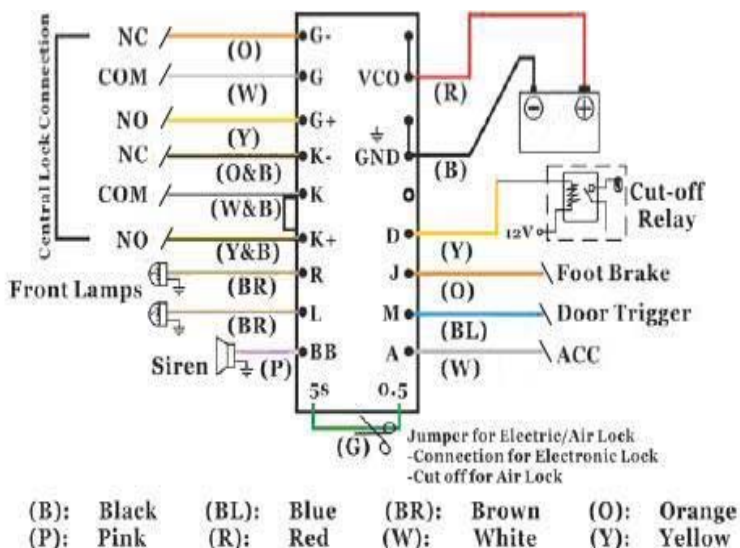 Central Lock Connection
NC (O) G-
COM (W) G
NO (Y) G+
NC (O&B) K-
COM (W&B) K
NO (Y&B) K+
Front Lamps (BR) R
(BR) L
Siren (P) BB
VCO (R)
- +
GND (B)
D (Y) 12V Cut-off Relay
J (O) Foot Brake
M (BL) Door Trigger
A (W) ACC
5s 0.5
(G)
Jumper for Electric/Air Lock
-Connection for Electronic Lock
-Cut off for Air Lock
(B): Black (BL): Blue (BR): Brown (O): Orange
(P): Pink (R): Red (W): White (Y): Yellow